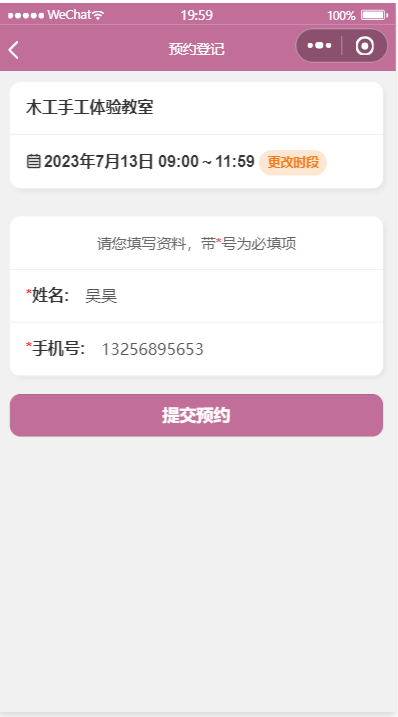 WeChat 19:59 100%
预约登记
木工手工体验教室
2023年7月13日 09:00～11:59 更改时段
请您填写资料，带*号为必填项
*姓名: 吴昊
*手机号: 13256895653
提交预约